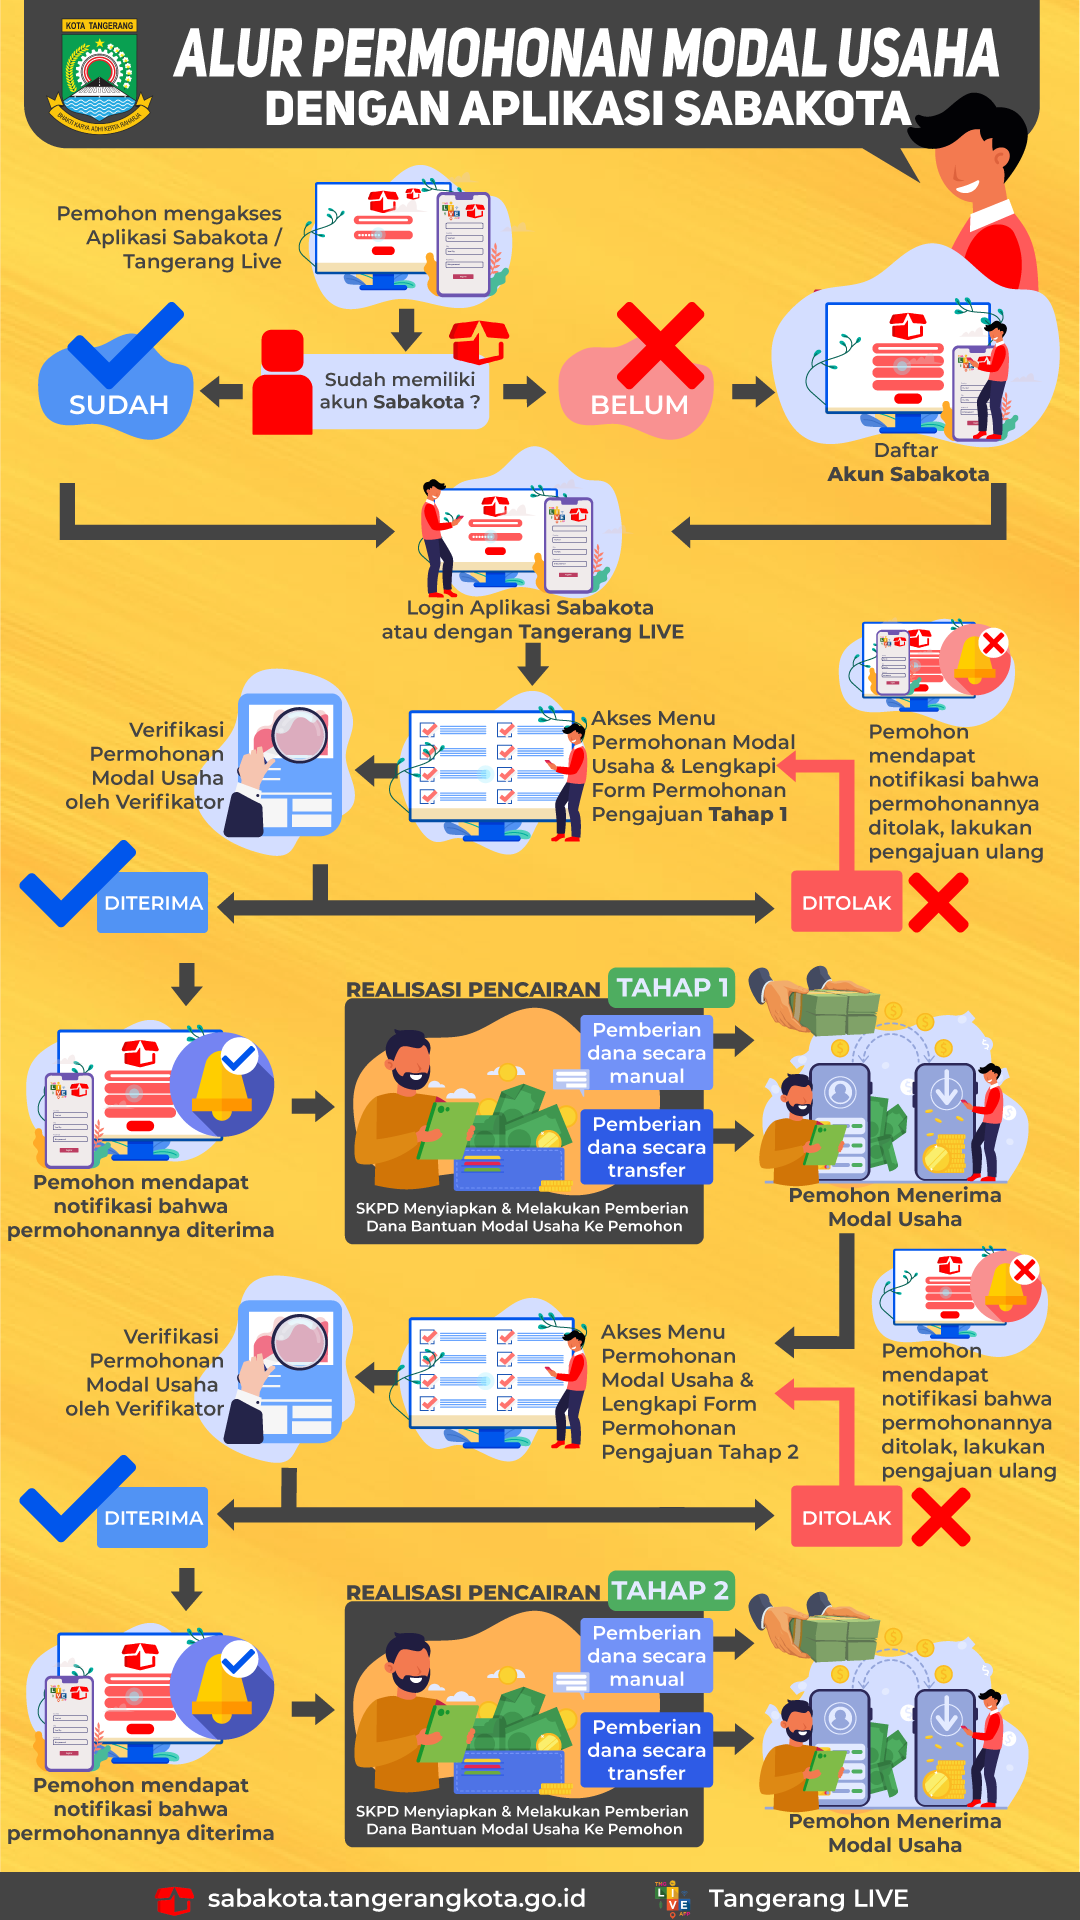 KOTA TANGERANG
BHAKTI KARYA ADHI KERTA RAHARJA
ALUR PERMOHONAN MODAL USAHA
DENGAN APLIKASI SABAKOTA
Pemohon mengakses
Aplikasi Sabakota /
Tangerang Live
SUDAH
Sudah memiliki
akun Sabakota ?
BELUM
Daftar
Akun Sabakota
Login Aplikasi Sabakota
atau dengan Tangerang LIVE
Verifikasi
Permohonan
Modal Usaha
oleh Verifikator
Akses Menu
Permohonan Modal
Usaha & Lengkapi
Form Permohonan
Pengajuan Tahap 1
Pemohon
mendapat
notifikasi bahwa
permohonannya
ditolak, lakukan
pengajuan ulang
DITERIMA
DITOLAK
REALISASI PENCAIRAN TAHAP 1
Pemberian
dana secara
manual
Pemberian
dana secara
transfer
SKPD Menyiapkan & Melakukan Pemberian
Dana Bantuan Modal Usaha Ke Pemohon
Pemohon mendapat
notifikasi bahwa
permohonannya diterima
Pemohon Menerima
Modal Usaha
Verifikasi
Permohonan
Modal Usaha
oleh Verifikator
Akses Menu
Permohonan
Modal Usaha &
Lengkapi Form
Permohonan
Pengajuan Tahap 2
Pemohon
mendapat
notifikasi bahwa
permohonannya
ditolak, lakukan
pengajuan ulang
DITERIMA
DITOLAK
REALISASI PENCAIRAN TAHAP 2
Pemberian
dana secara
manual
Pemberian
dana secara
transfer
SKPD Menyiapkan & Melakukan Pemberian
Dana Bantuan Modal Usaha Ke Pemohon
Pemohon mendapat
notifikasi bahwa
permohonannya diterima
Pemohon Menerima
Modal Usaha
sabakota.tangerangkota.go.id
LIVE
Tangerang LIVE